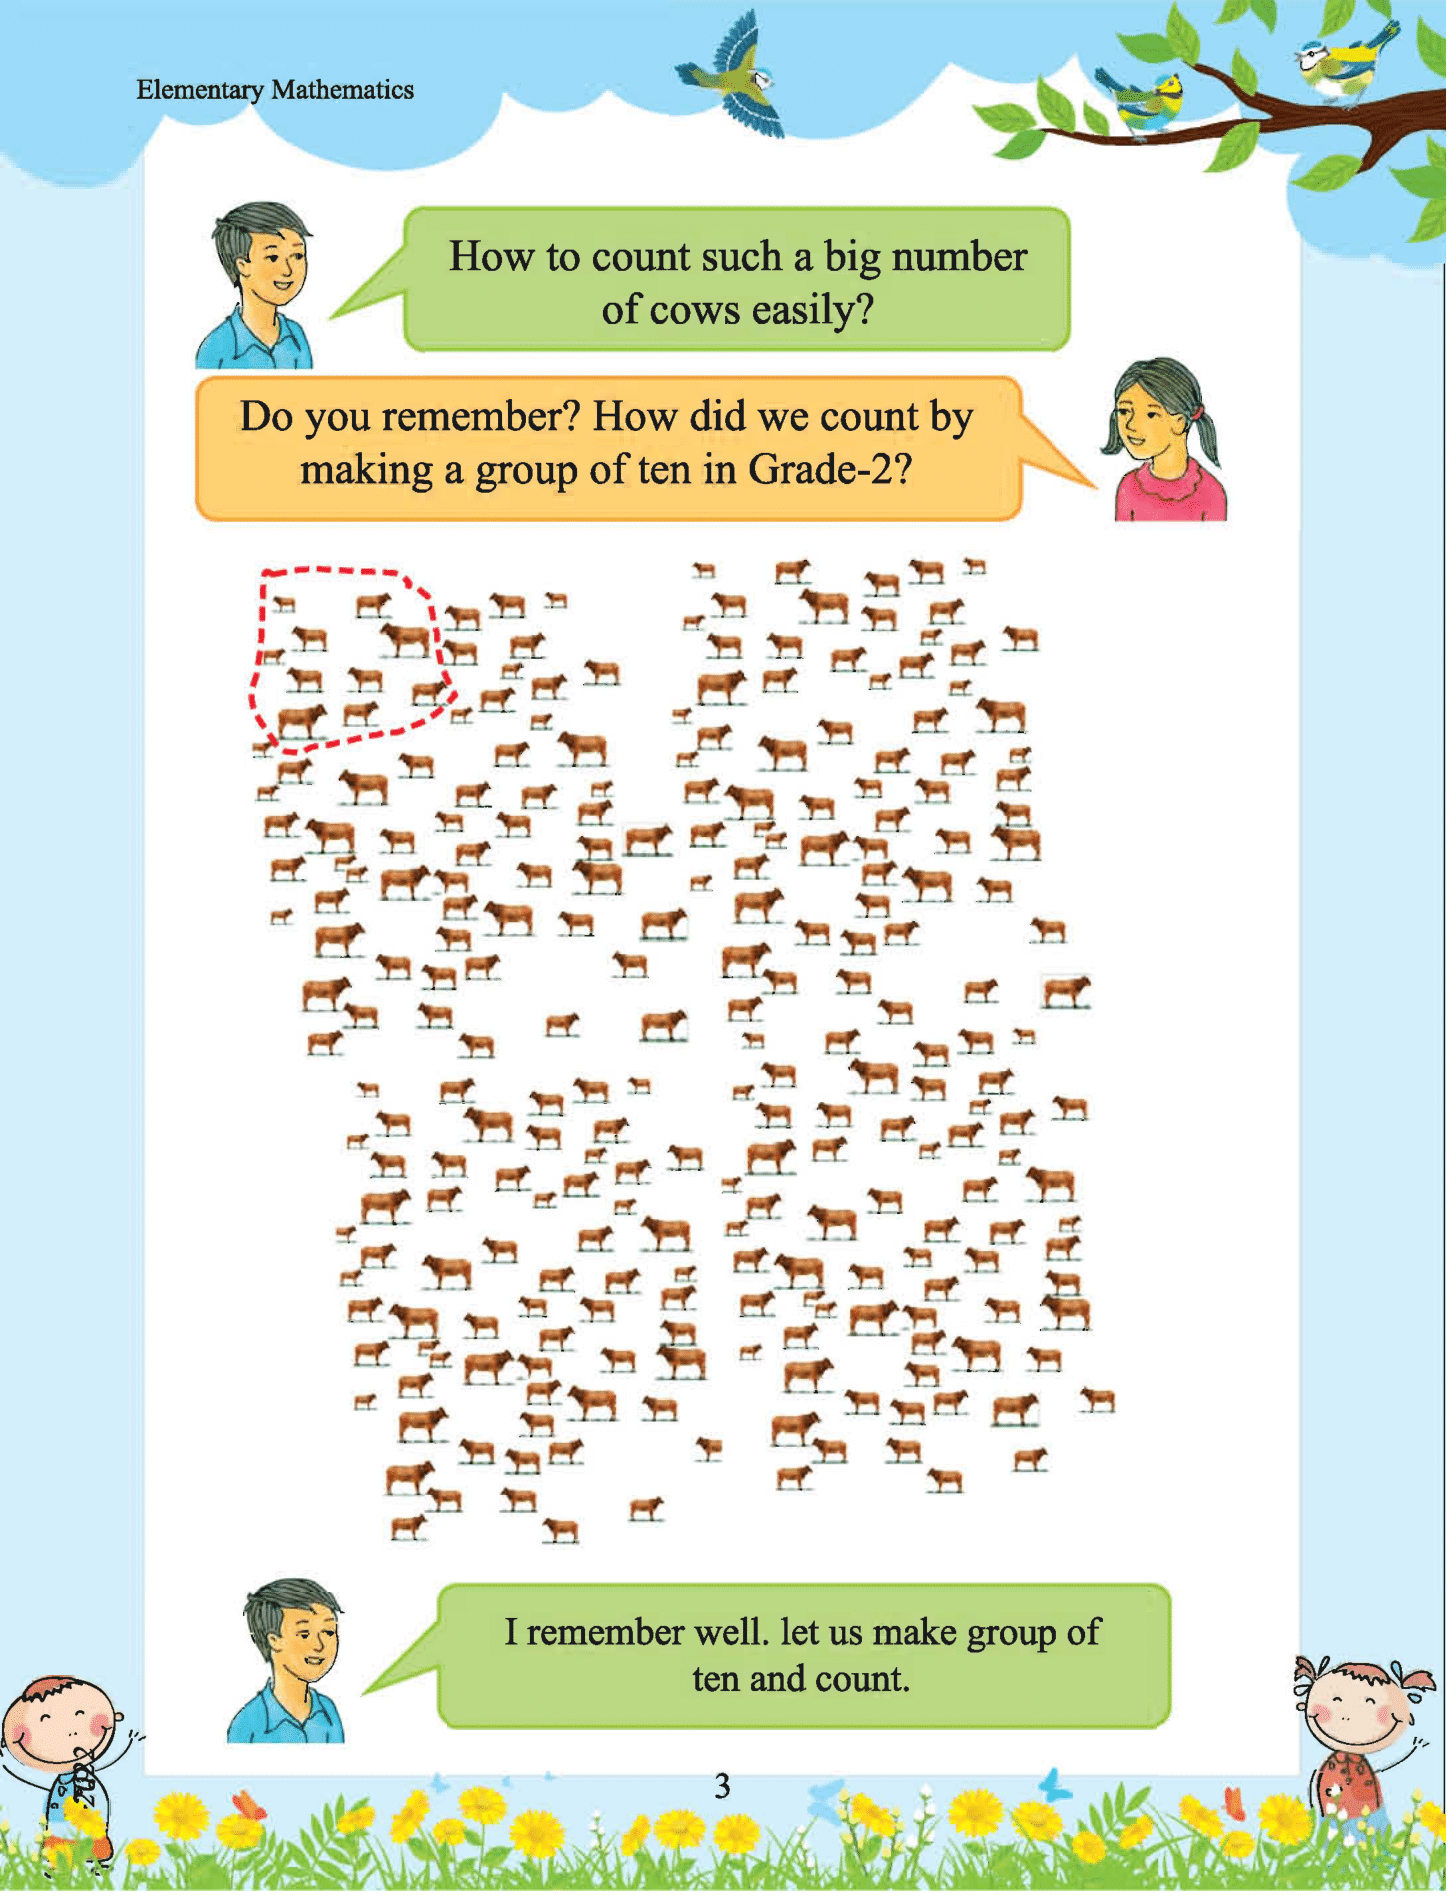 Elementary Mathematics
How to count such a big number
of cows easily?
Do you remember? How did we count by
making a group of ten in Grade-2?
I remember well. let us make group of
ten and count.
3